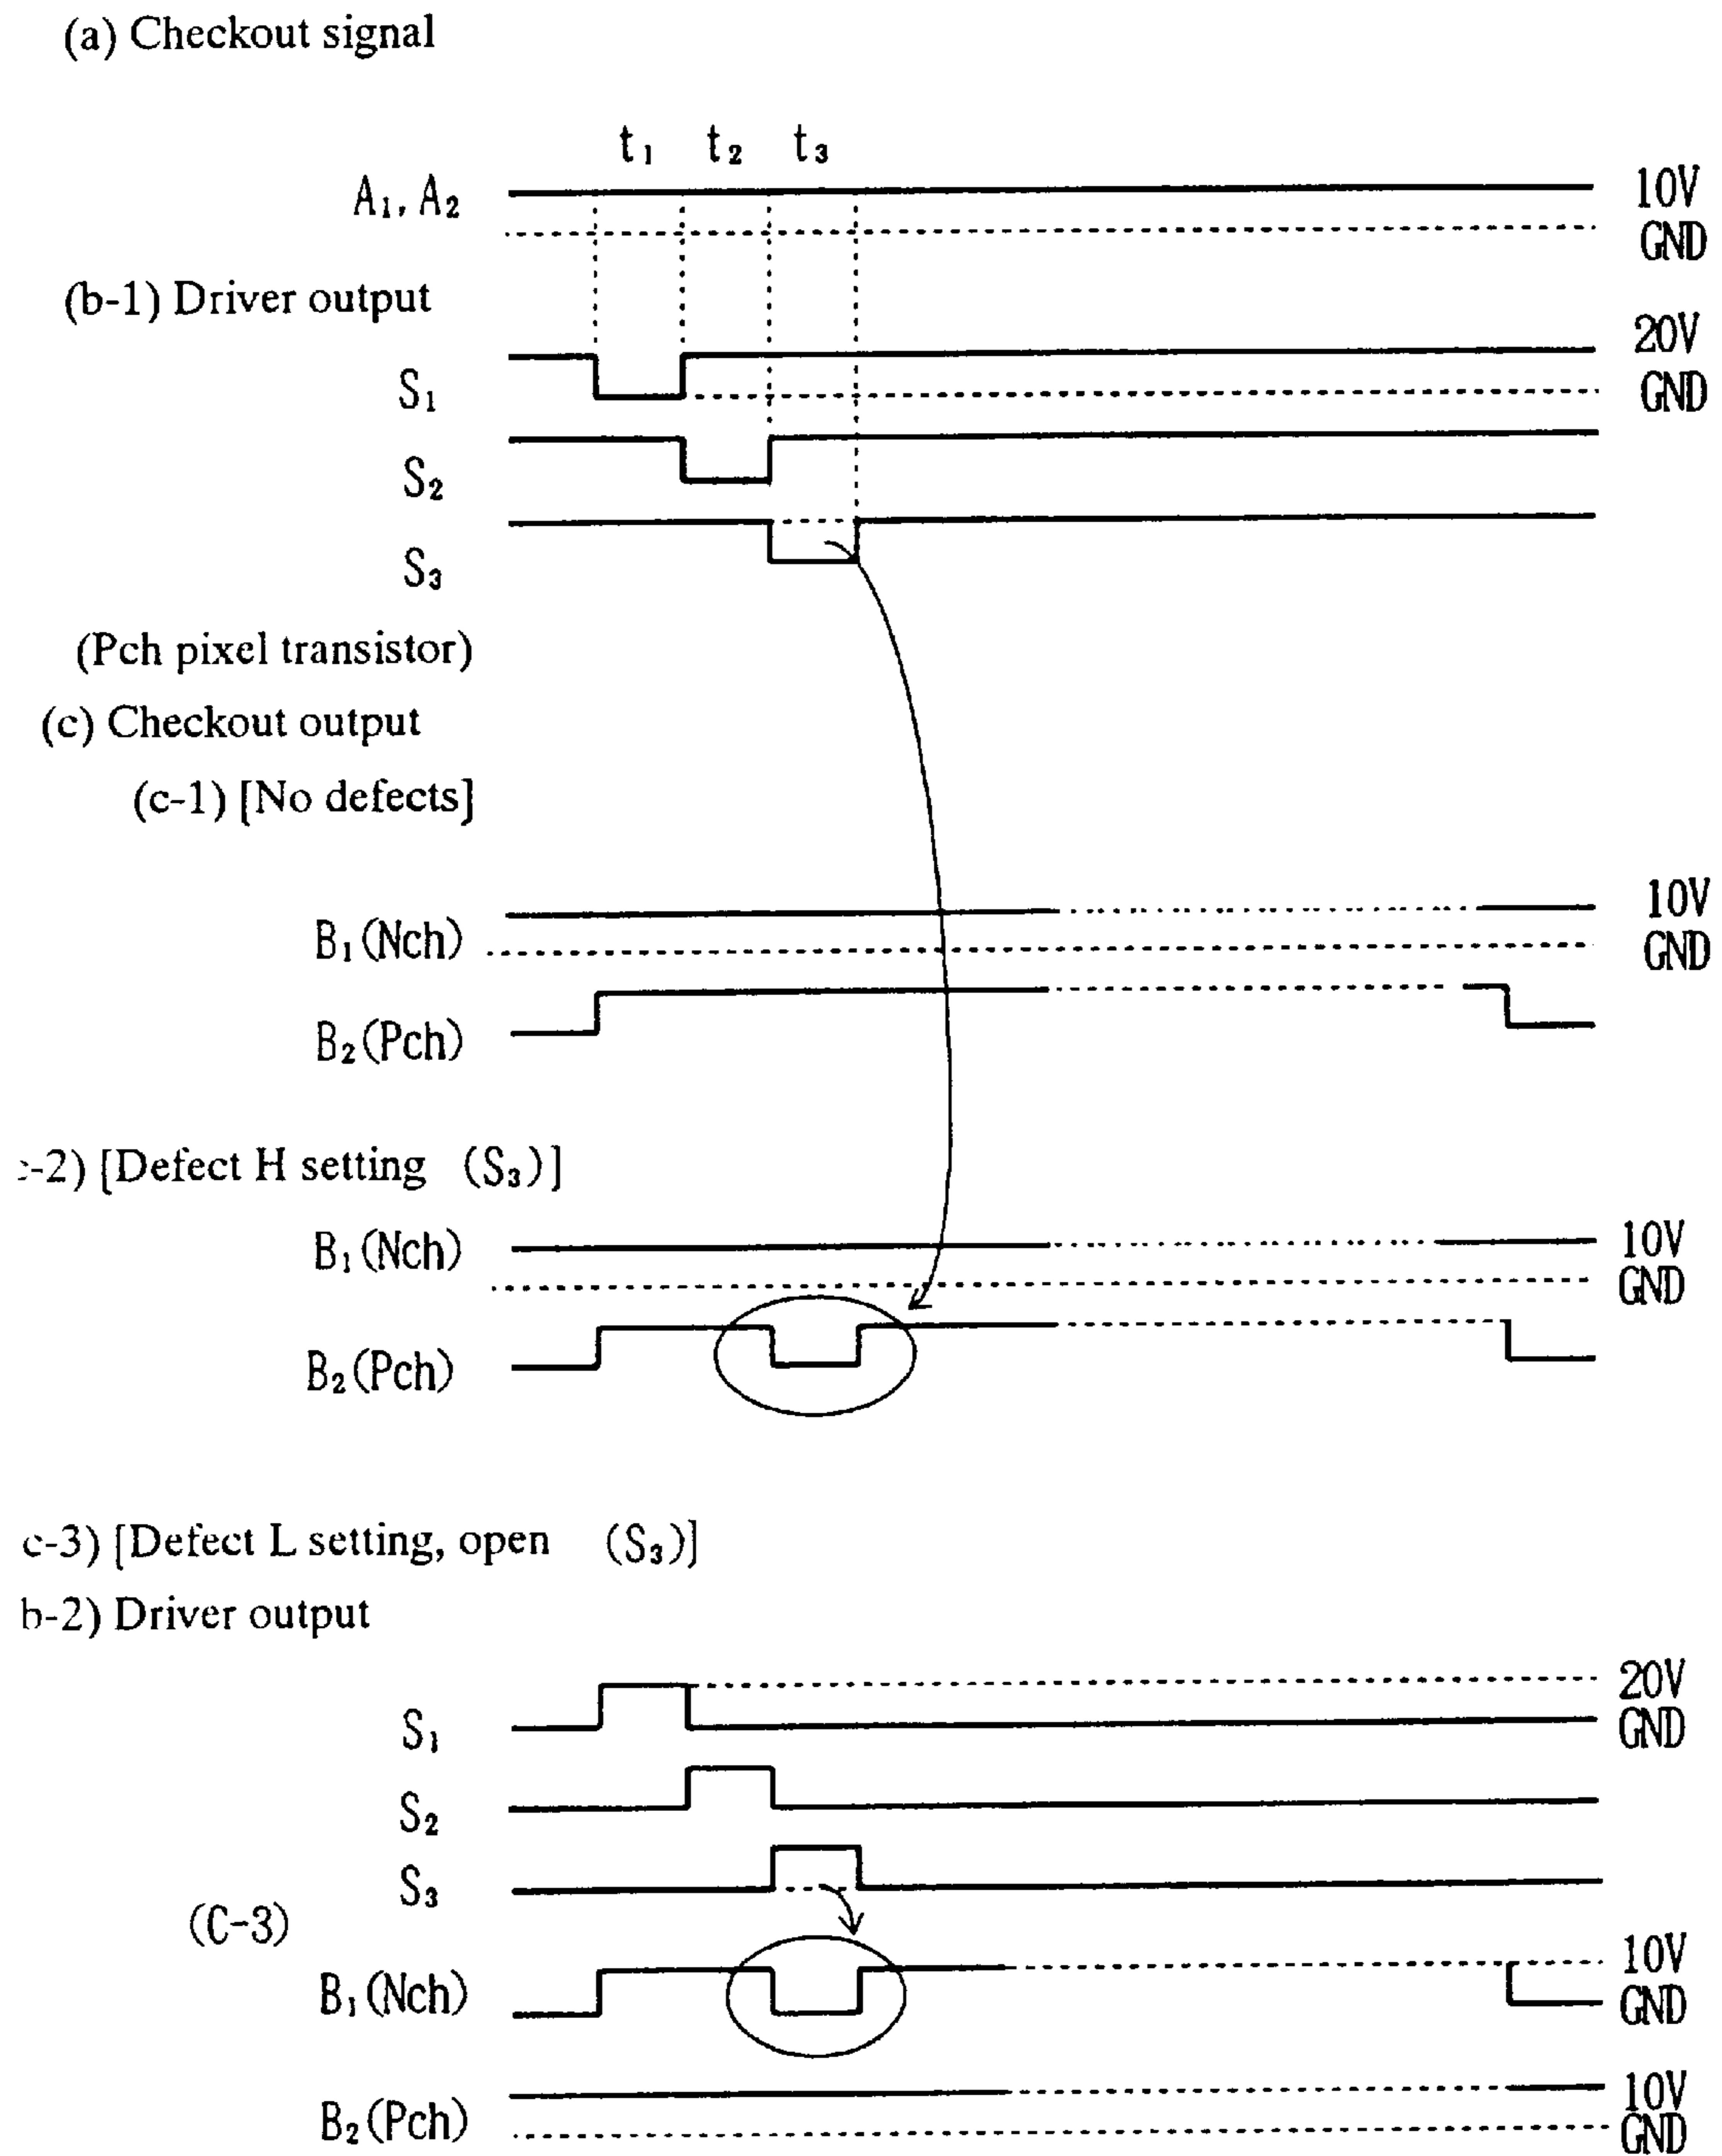 (a) Checkout signal
t₁ t₂ t₃
A₁, A₂ 10V
GND
(b-1) Driver output
20V
S₁ GND
S₂
S₃
(Pch pixel transistor)
(c) Checkout output
(c-1) [No defects]
B₁(Nch) 10V
GND
B₂(Pch)
c-2) [Defect H setting (S₃)]
B₁(Nch) 10V
GND
B₂(Pch)
c-3) [Defect L setting, open (S₃)]
b-2) Driver output
20V
S₁ GND
S₂
S₃
(C-3)
B₁(Nch) 10V
GND
B₂(Pch) 10V
GND